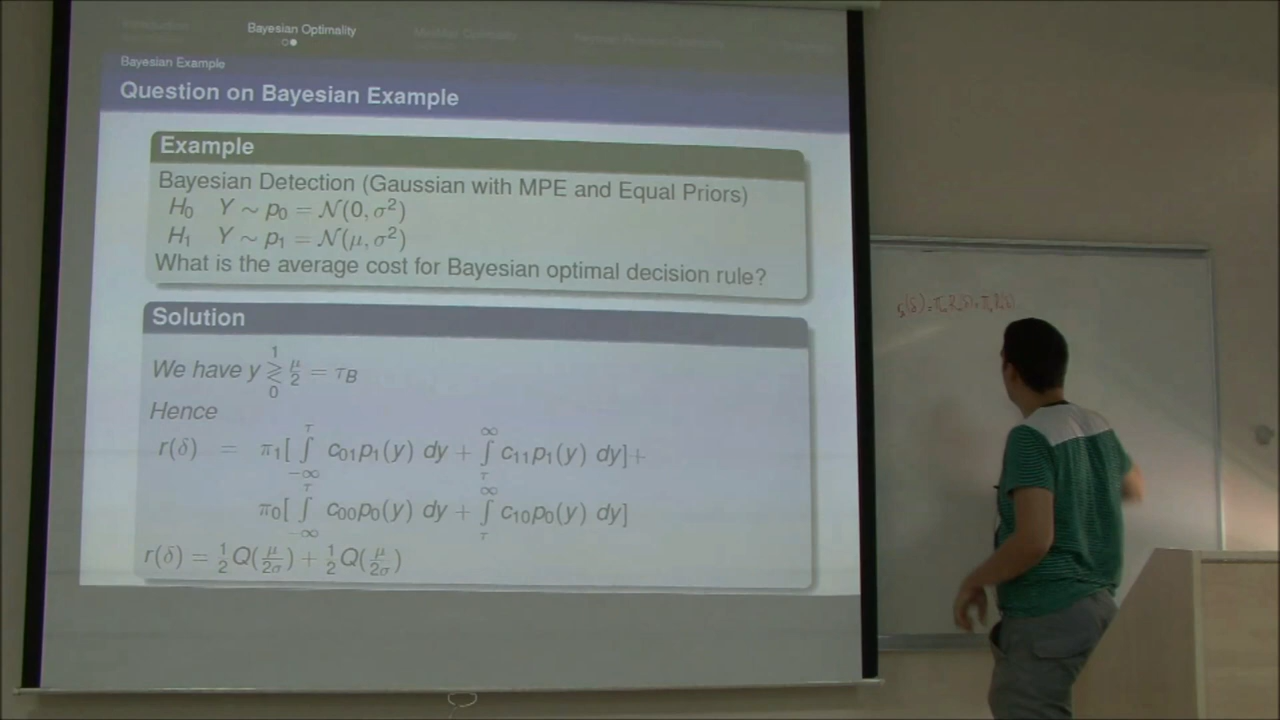 Bayesian Optimality
Bayesian Example
Question on Bayesian Example
Example
Bayesian Detection (Gaussian with MPE and Equal Priors)
H₀ Y ∼ p₀ = 𝒩(0, σ²)
H₁ Y ∼ p₁ = 𝒩(μ, σ²)
What is the average cost for Bayesian optimal decision rule?
Solution
We have y ≷ μ/2 = τ_B
1
0
Hence
r(δ) = π₁[ ∫_{-∞}^{τ} c₀₁p₁(y) dy + ∫_{τ}^{∞} c₁₁p₁(y) dy]+
π₀[ ∫_{-∞}^{τ} c₀₀p₀(y) dy + ∫_{τ}^{∞} c₁₀p₀(y) dy]
r(δ) = ½Q(μ/2σ) + ½Q(μ/2σ)